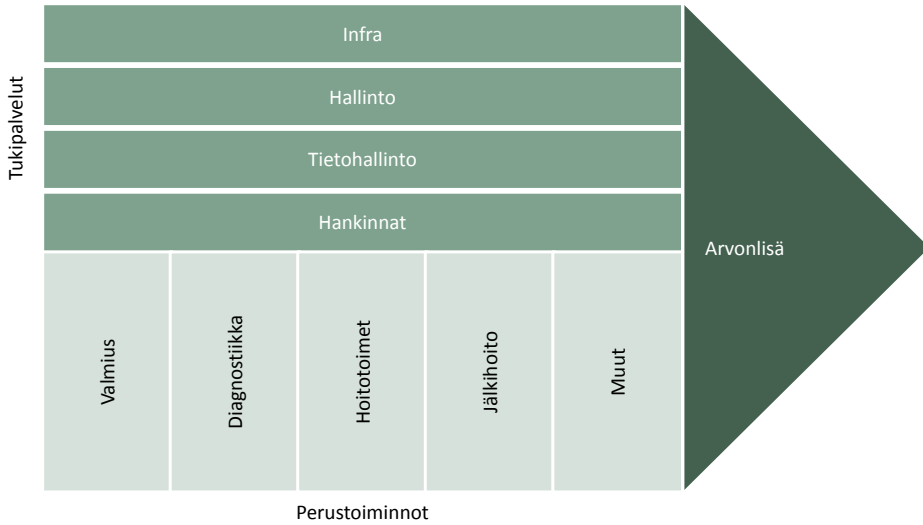 Tukipalvelut
Infra
Hallinto
Tietohallinto
Hankinnat
Arvonlisä
Valmius
Diagnostiikka
Hoitotoimet
Jälkihoito
Muut
Perustoiminnot